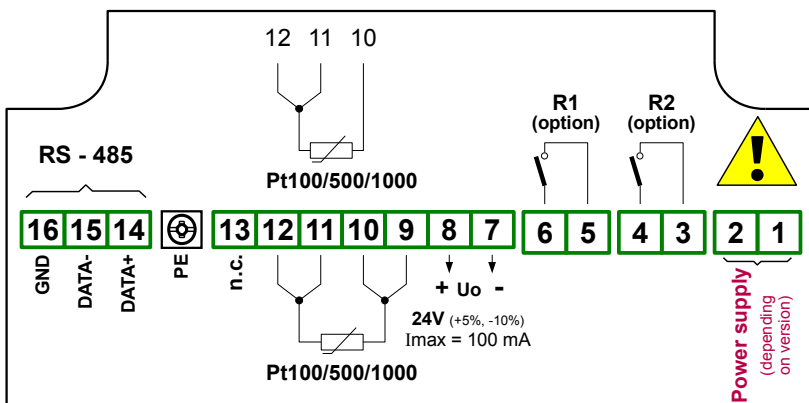 12 11 10
Pt100/500/1000
R1
(option)
R2
(option)
!
RS - 485
16 15 14 13 12 11 10 9 8 7 6 5 4 3 2 1
GND
DATA-
DATA+
PE
n.c.
+ Uo -
24V (+5%, -10%)
Imax = 100 mA
Pt100/500/1000
Power supply
(depending
on version)